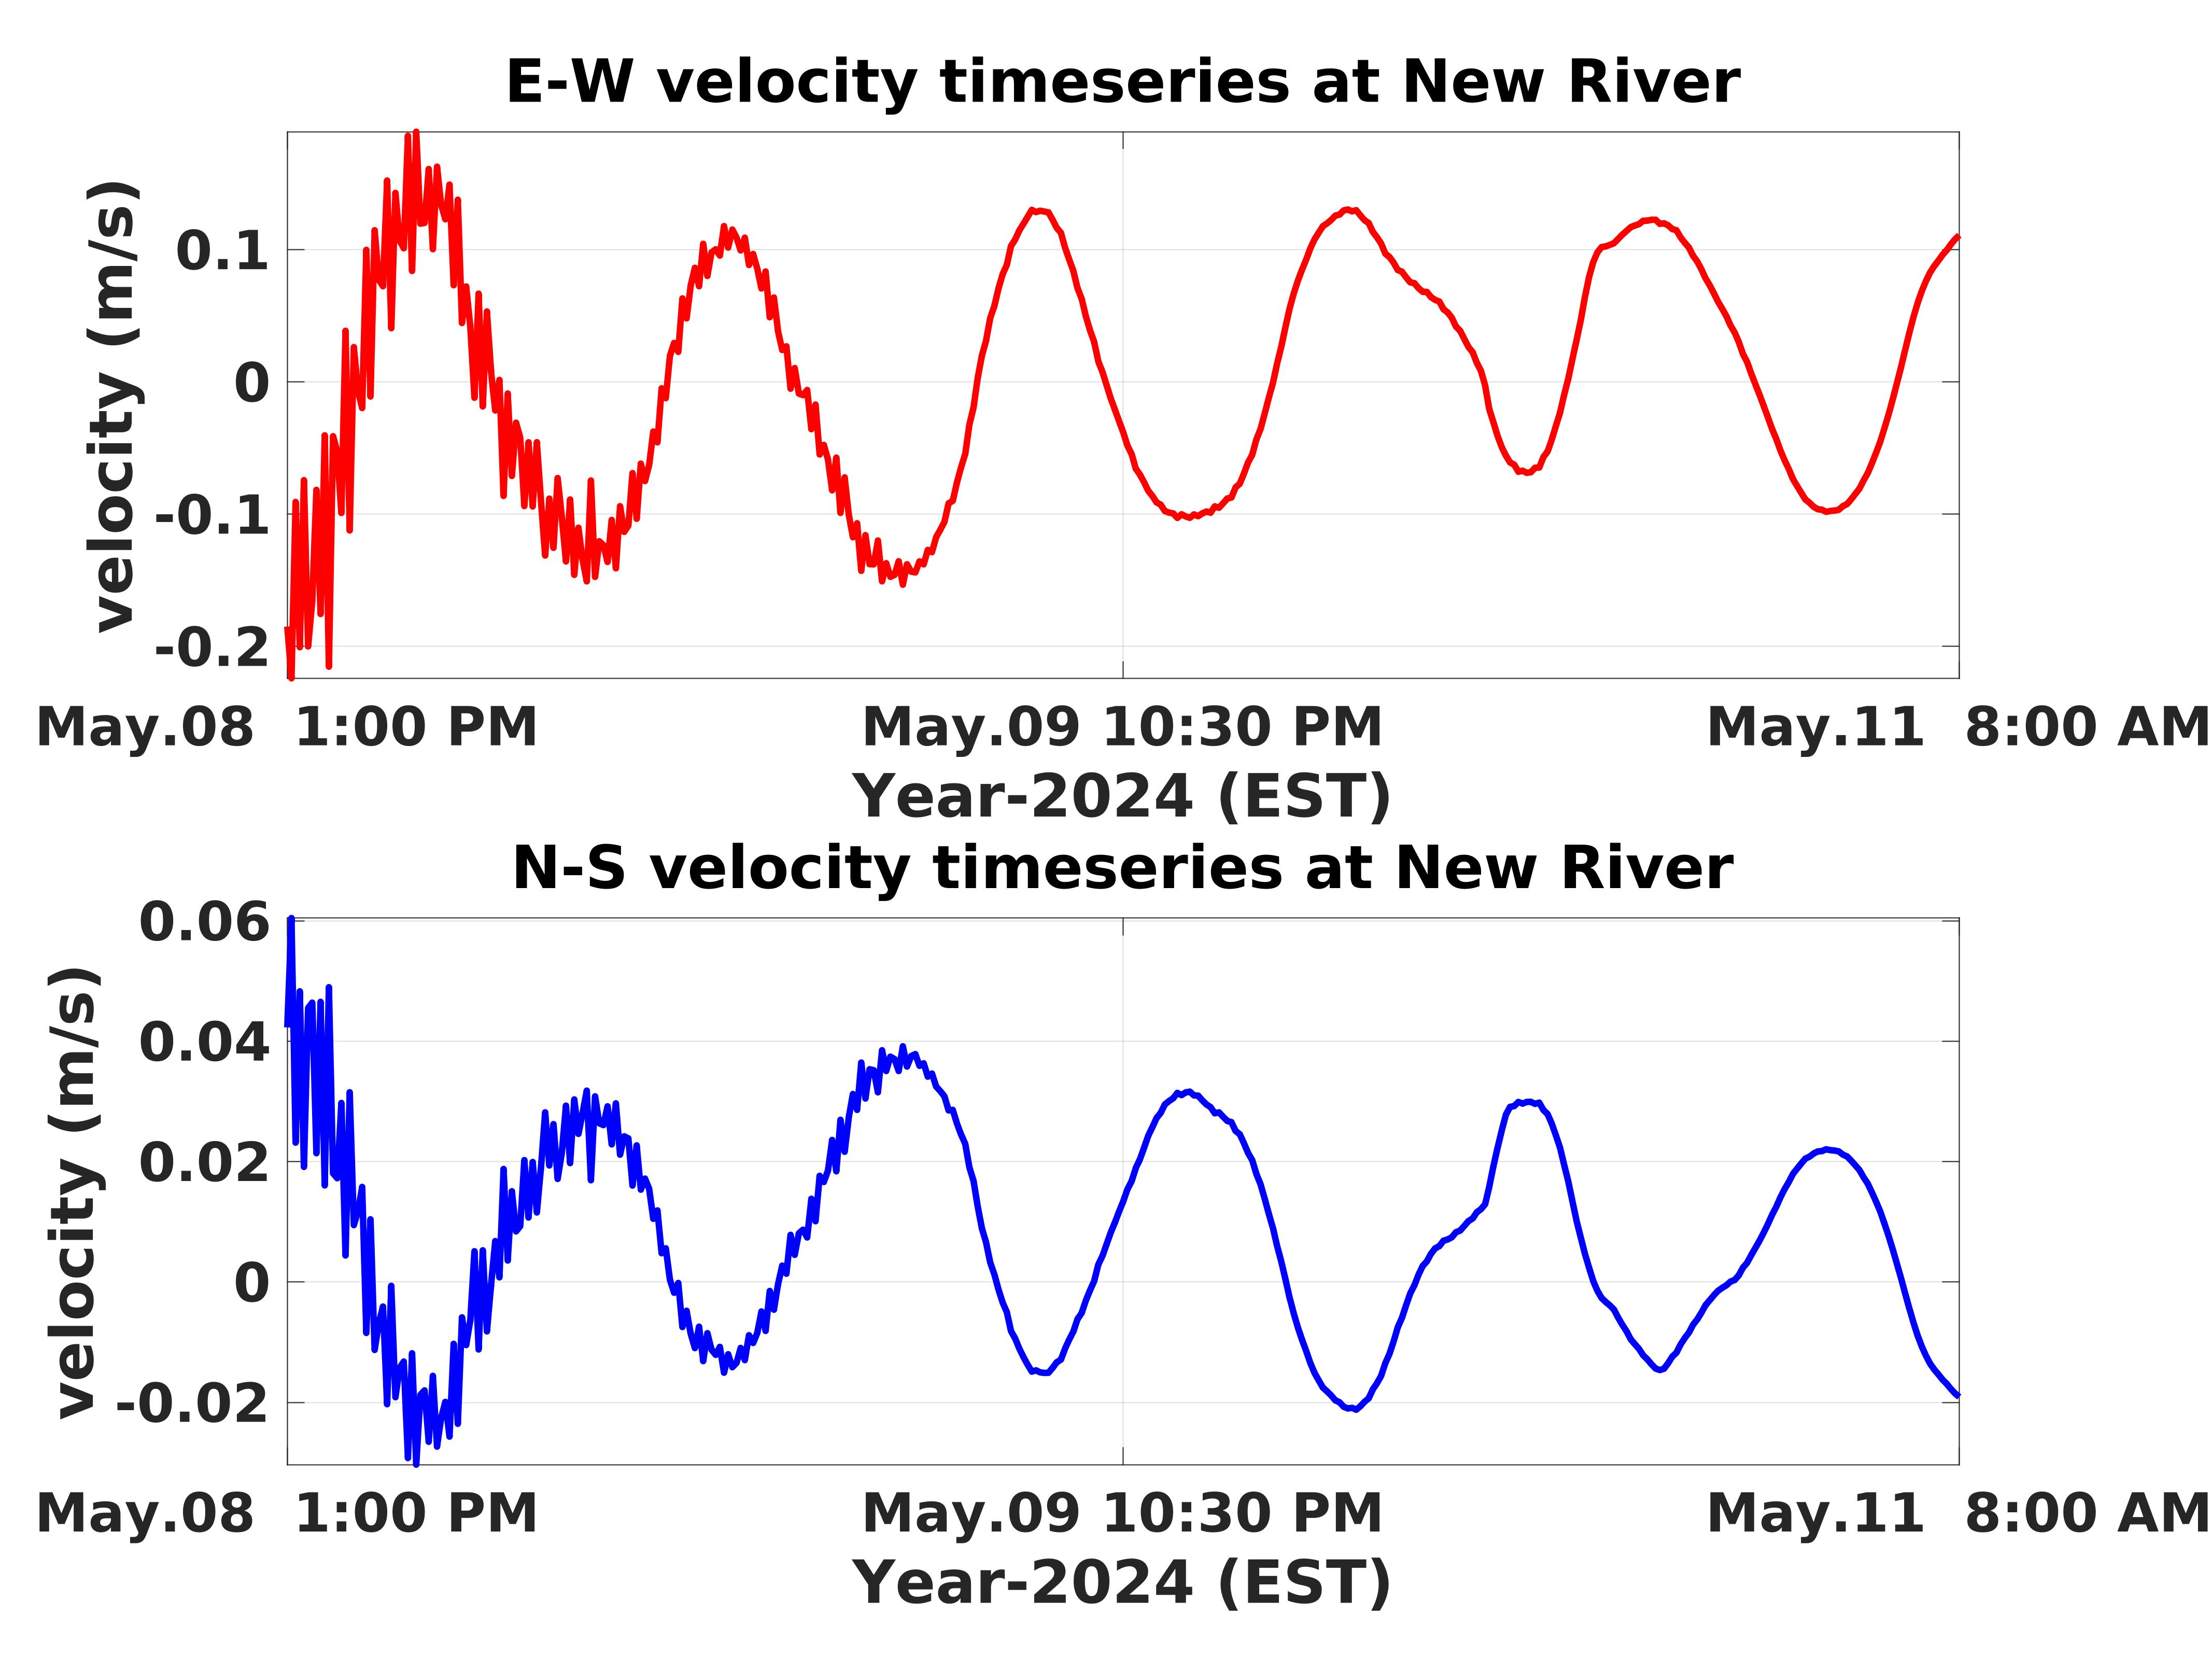 E-W velocity timeseries at New River
velocity (m/s)
0.1
0
-0.1
-0.2
May.08 1:00 PM
May.09 10:30 PM
May.11 8:00 AM
Year-2024 (EST)
N-S velocity timeseries at New River
velocity (m/s)
0.06
0.04
0.02
0
-0.02
May.08 1:00 PM
May.09 10:30 PM
May.11 8:00 AM
Year-2024 (EST)